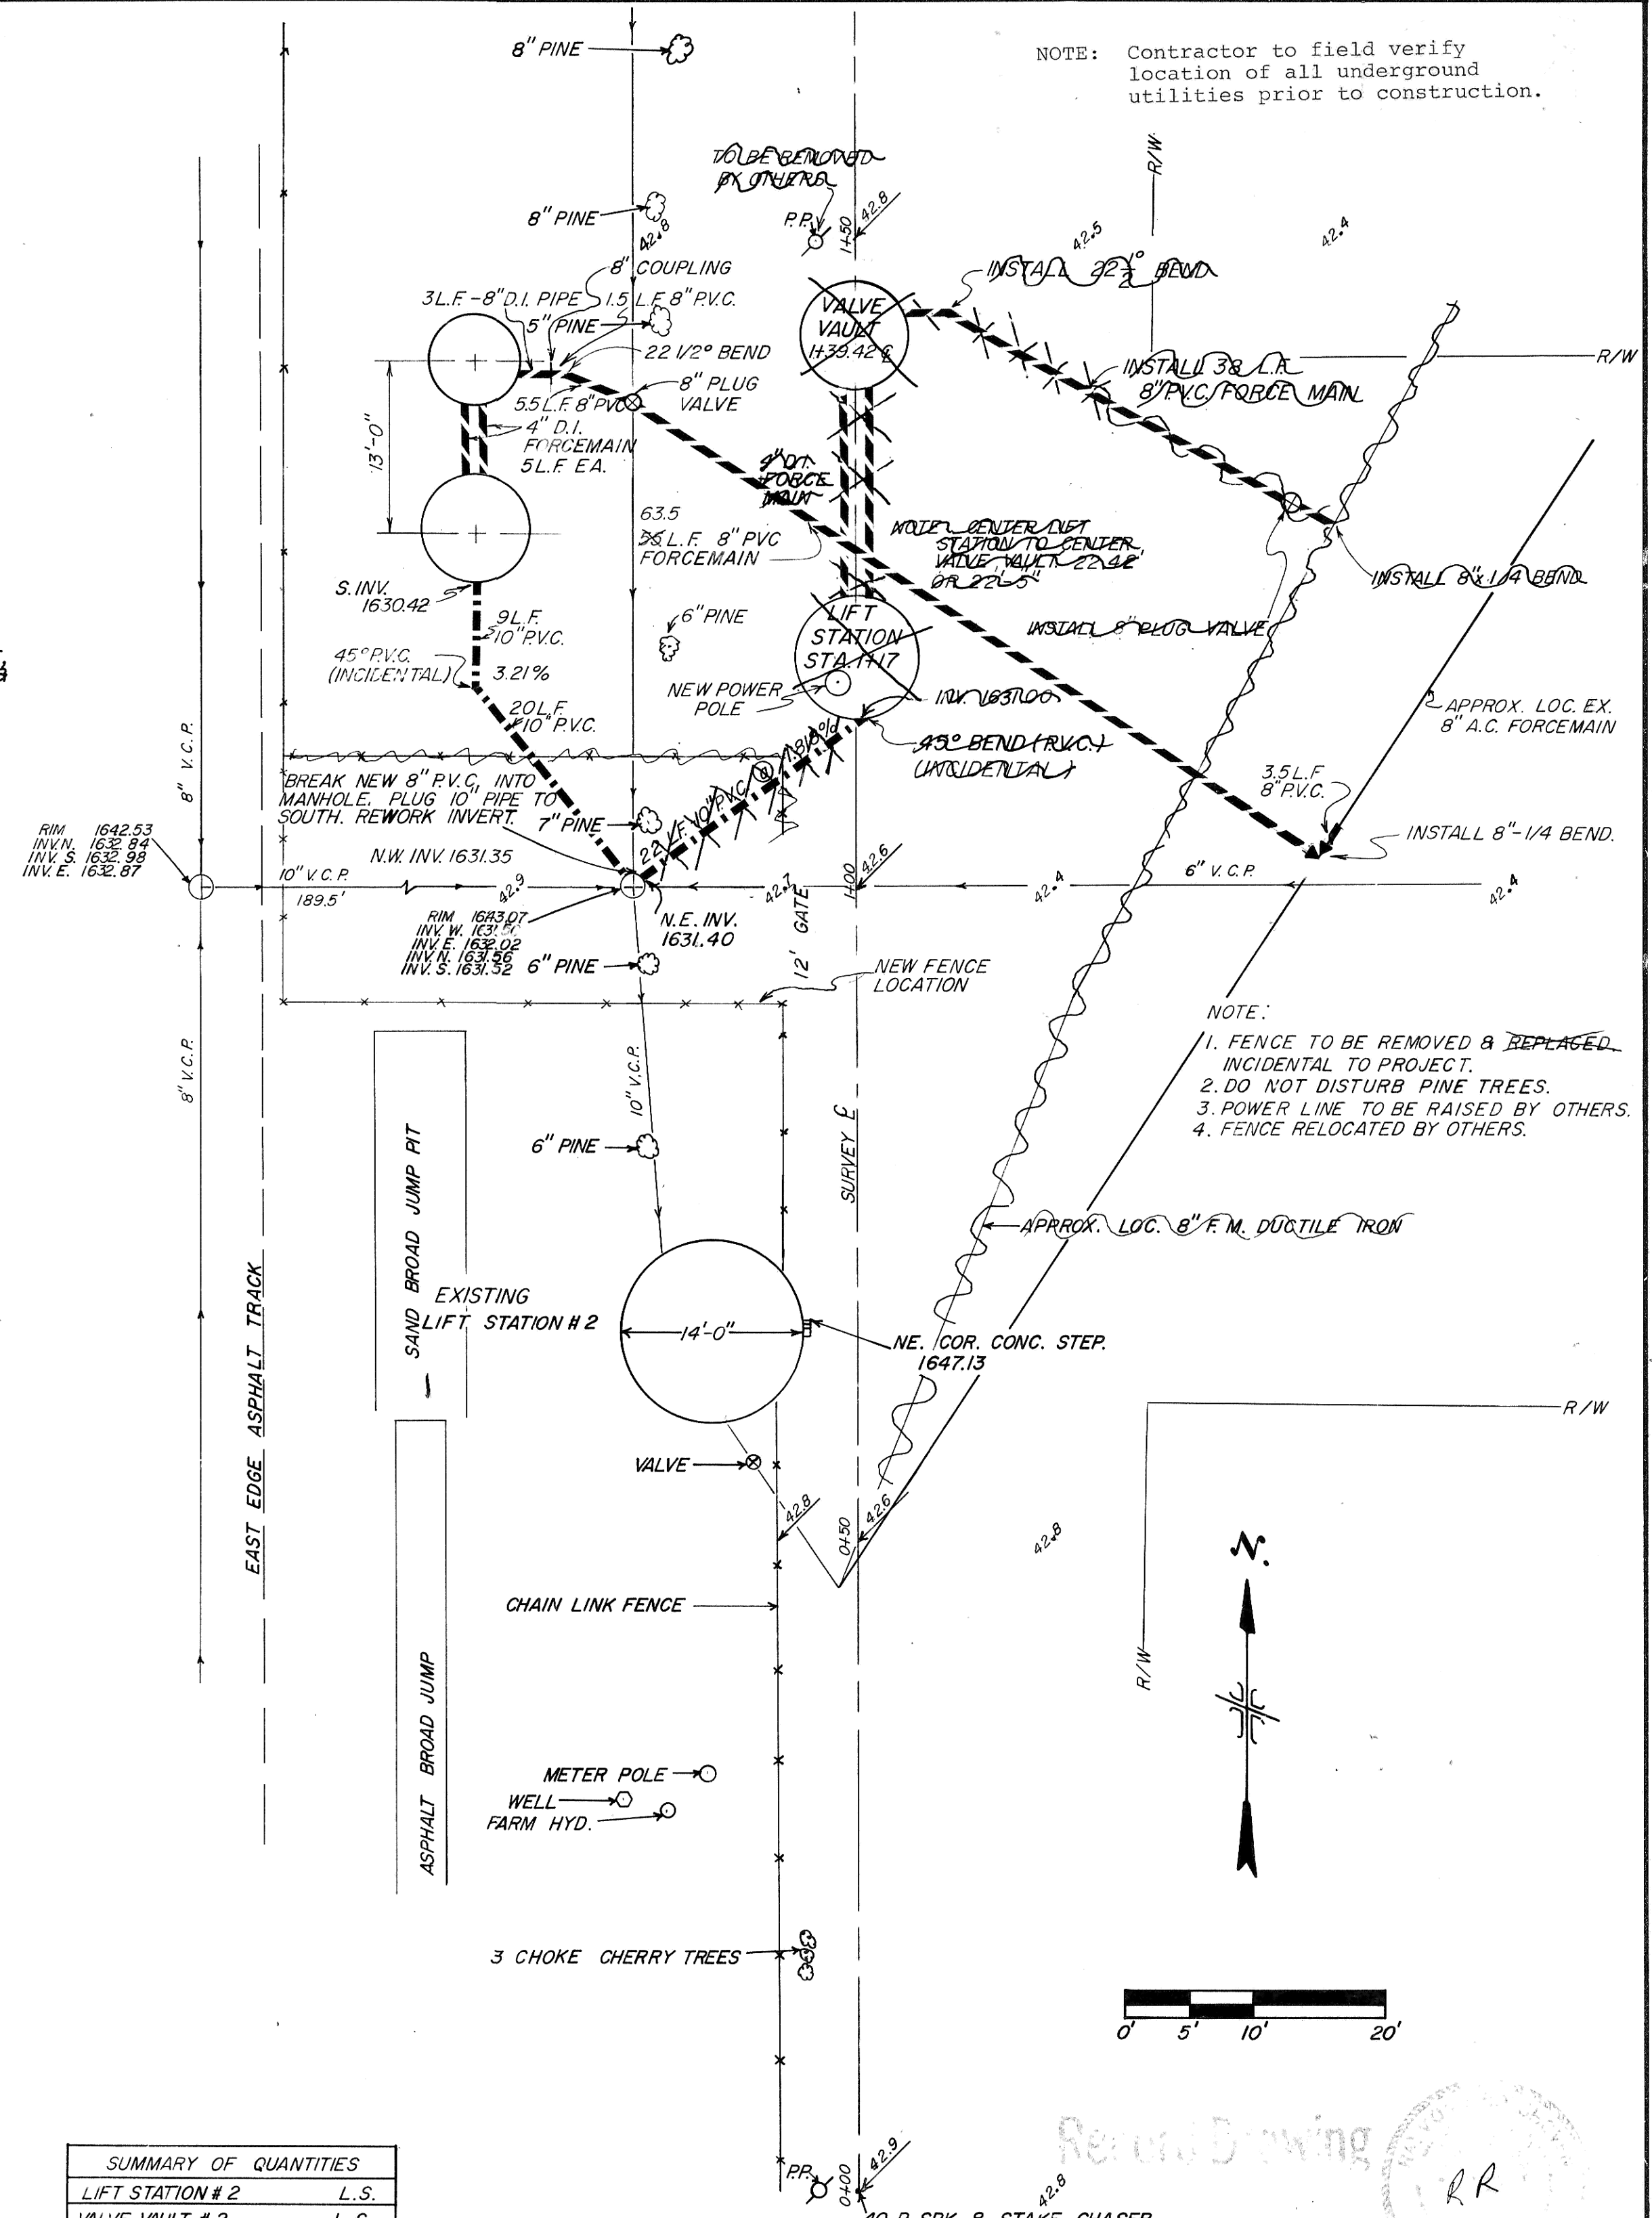 8" PINE
NOTE: Contractor to field verify
location of all underground
utilities prior to construction.
R/W
TO BE REMOVED
BY OTHERS
P.P.
1+50
42.8
8" PINE
42.8
42.5
42.4
8" COUPLING
INSTALL 22 1/2° BEND
3 L.F. - 8" D.I. PIPE
1.5 L.F. 8" P.V.C.
5" PINE
VALVE
VAULT
1+39.42 ℄
22 1/2° BEND
R/W
INSTALL 38 L.F.
8" P.V.C. FORCE MAIN
8" PLUG
VALVE
5.5 L.F. 8" PVC
4" D.I.
FORCEMAIN
5 L.F. EA.
13'-0"
4" D.I.
FORCE
MAIN
63.5
L.F. 8" PVC
FORCEMAIN
NOTE: CENTER LIFT
STATION TO CENTER
VALVE VAULT 22.42'
OR 22'-5"
INSTALL 8" x 1/4 BEND
S. INV.
1630.42
9 L.F.
10" P.V.C.
6" PINE
LIFT
STATION
STA. 1+17
INSTALL 8" PLUG VALVE
45° P.V.C.
(INCIDENTAL)
3.21%
NEW POWER
POLE
INV. 1631.00
20 L.F.
10" P.V.C.
APPROX. LOC. EX.
8" A.C. FORCEMAIN
45° BEND (P.V.C.)
(INCIDENTAL)
8" V.C.P.
22 L.F. 10" P.V.C. @ 1.818%
BREAK NEW 8" P.V.C. INTO
MANHOLE. PLUG 10" PIPE TO
SOUTH. REWORK INVERT.
7" PINE
3.5 L.F.
8" P.V.C.
INSTALL 8"-1/4 BEND.
RIM 1642.53
INV. N. 1632.84
INV. S. 1632.98
INV. E. 1632.87
N.W. INV. 1631.35
10" V.C.P.
189.5'
42.9
42.7
1+00
42.6
42.4
6" V.C.P.
42.4
RIM 1643.07
INV. W.
INV. E. 1632.02
INV. N. 1631.56
INV. S. 1631.52
N.E. INV.
1631.40
12' GATE
6" PINE
NEW FENCE
LOCATION
NOTE:
1. FENCE TO BE REMOVED & REPLACED.
INCIDENTAL TO PROJECT.
2. DO NOT DISTURB PINE TREES.
3. POWER LINE TO BE RAISED BY OTHERS.
4. FENCE RELOCATED BY OTHERS.
8" V.C.P.
10" V.C.P.
6" PINE
SURVEY ℄
SAND BROAD JUMP PIT
APPROX. LOC. 8" F.M. DUCTILE IRON
EXISTING
LIFT STATION # 2
14'-0"
NE. COR. CONC. STEP.
1647.13
EAST EDGE ASPHALT TRACK
R/W
VALVE
42.8
0+50
42.6
42.8
N.
CHAIN LINK FENCE
R/W
ASPHALT BROAD JUMP
METER POLE
WELL
FARM HYD.
3 CHOKE CHERRY TREES
0' 5' 10' 20'
Record Drawing
SUMMARY OF QUANTITIES
LIFT STATION # 2 L.S.
VALVE VAULT # 2 L.S.
P.P.
0+00
42.9
42.8
R R